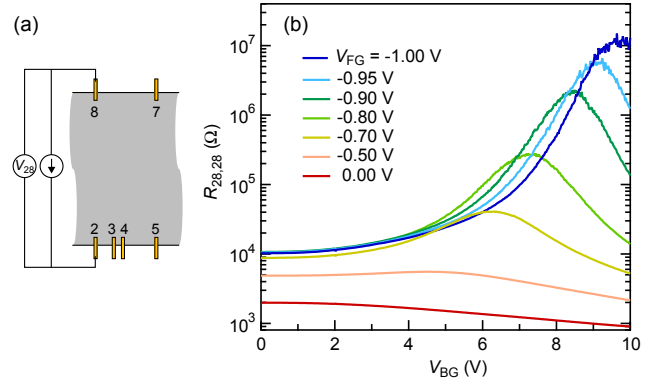 (a)
8
7
V28
2
3
4
5
(b)
VFG = -1.00 V
-0.95 V
-0.90 V
-0.80 V
-0.70 V
-0.50 V
0.00 V
R28,28 (Ω)
10^7
10^6
10^5
10^4
10^3
0
2
4
6
8
10
VBG (V)